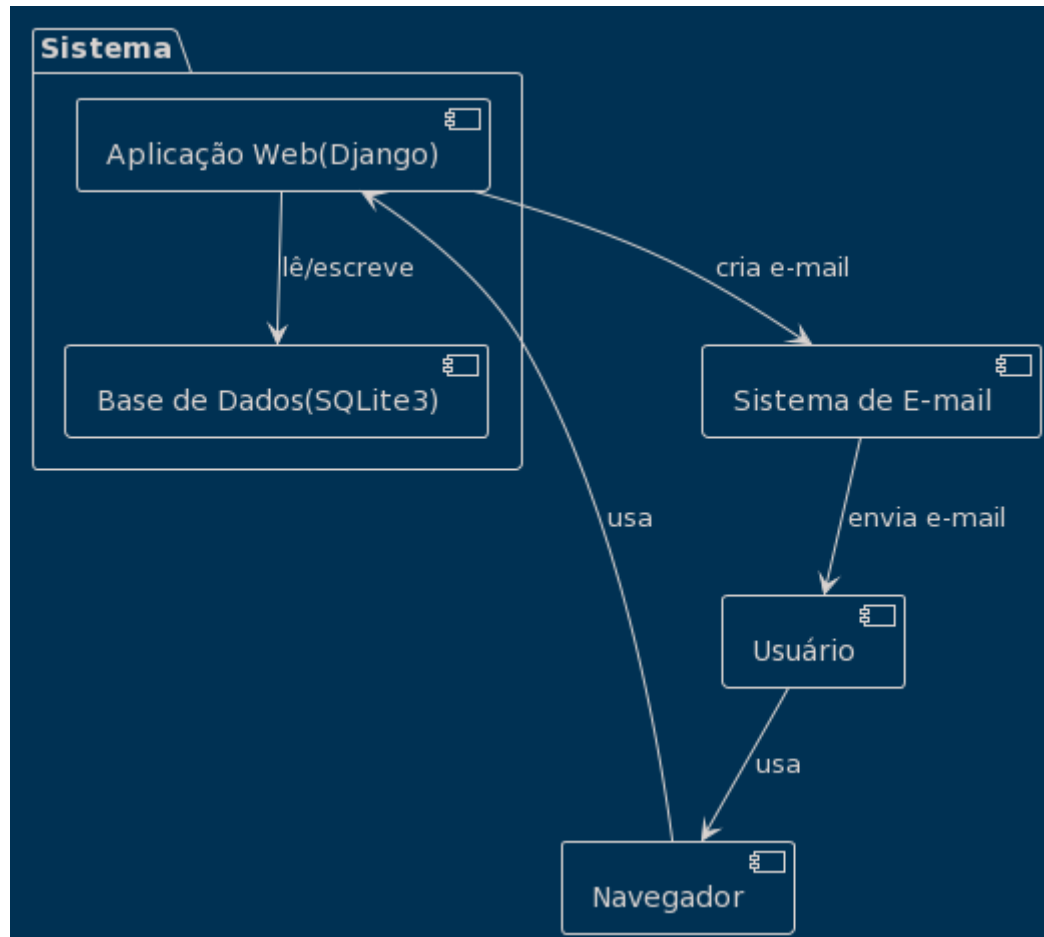 Sistema
Aplicação Web(Django)
lê/escreve
cria e-mail
Base de Dados(SQLite3)
Sistema de E-mail
usa
envia e-mail
Usuário
usa
Navegador